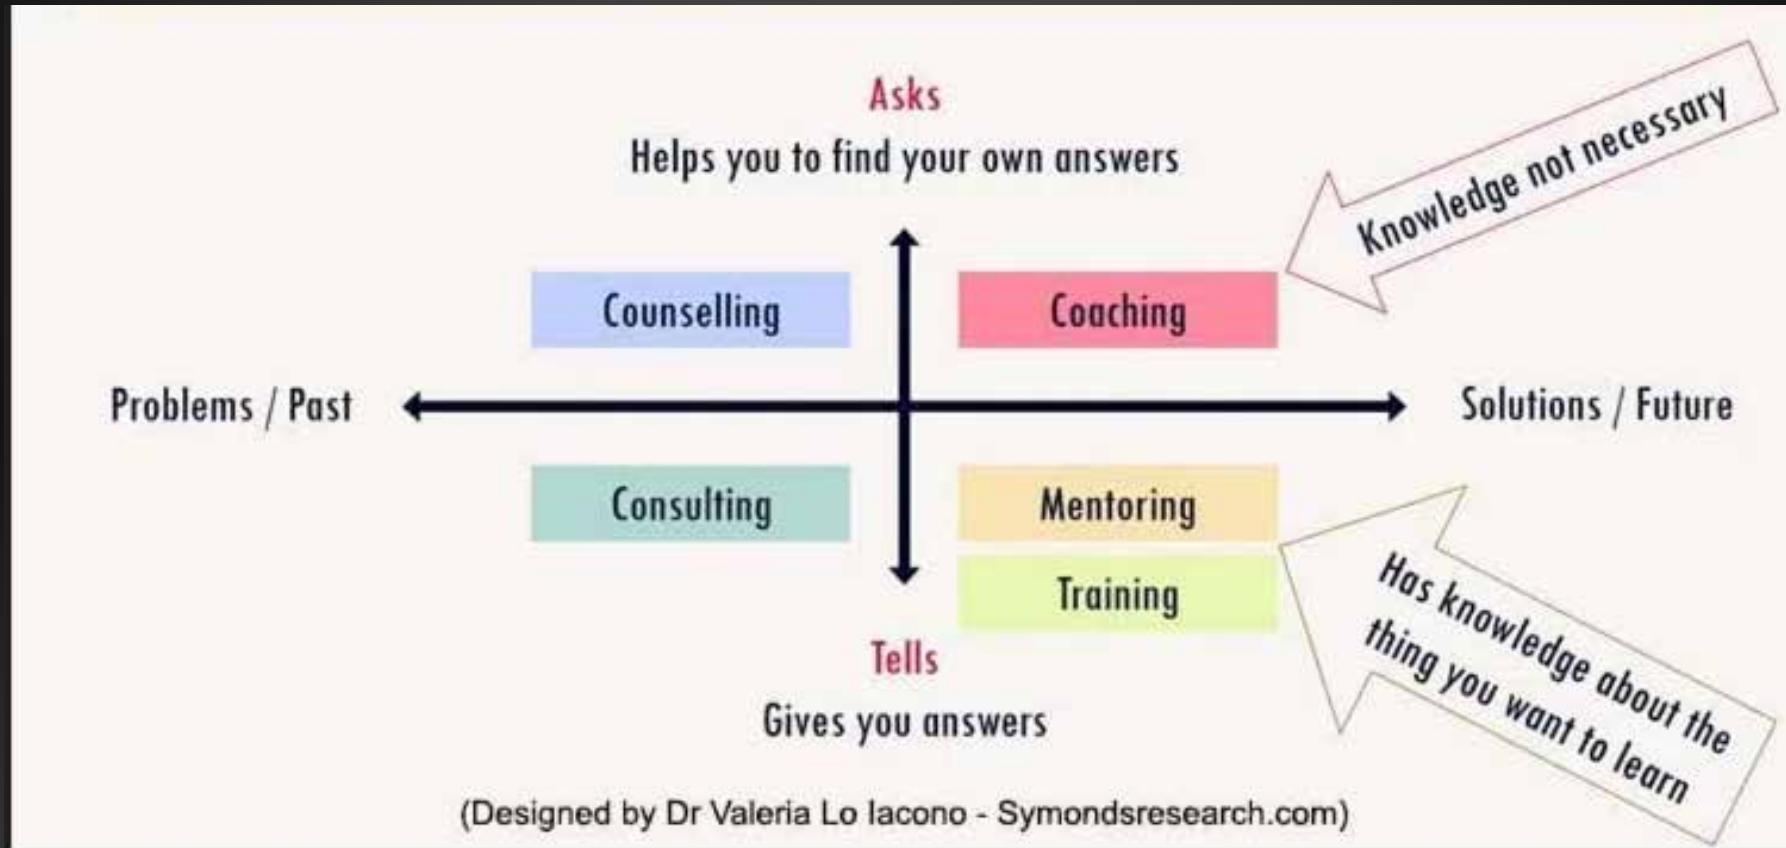 Asks
Helps you to find your own answers
Knowledge not necessary
Counselling
Coaching
Problems / Past
Solutions / Future
Consulting
Mentoring
Training
Has knowledge about the
thing you want to learn
Tells
Gives you answers
(Designed by Dr Valeria Lo Iacono - Symondsresearch.com)